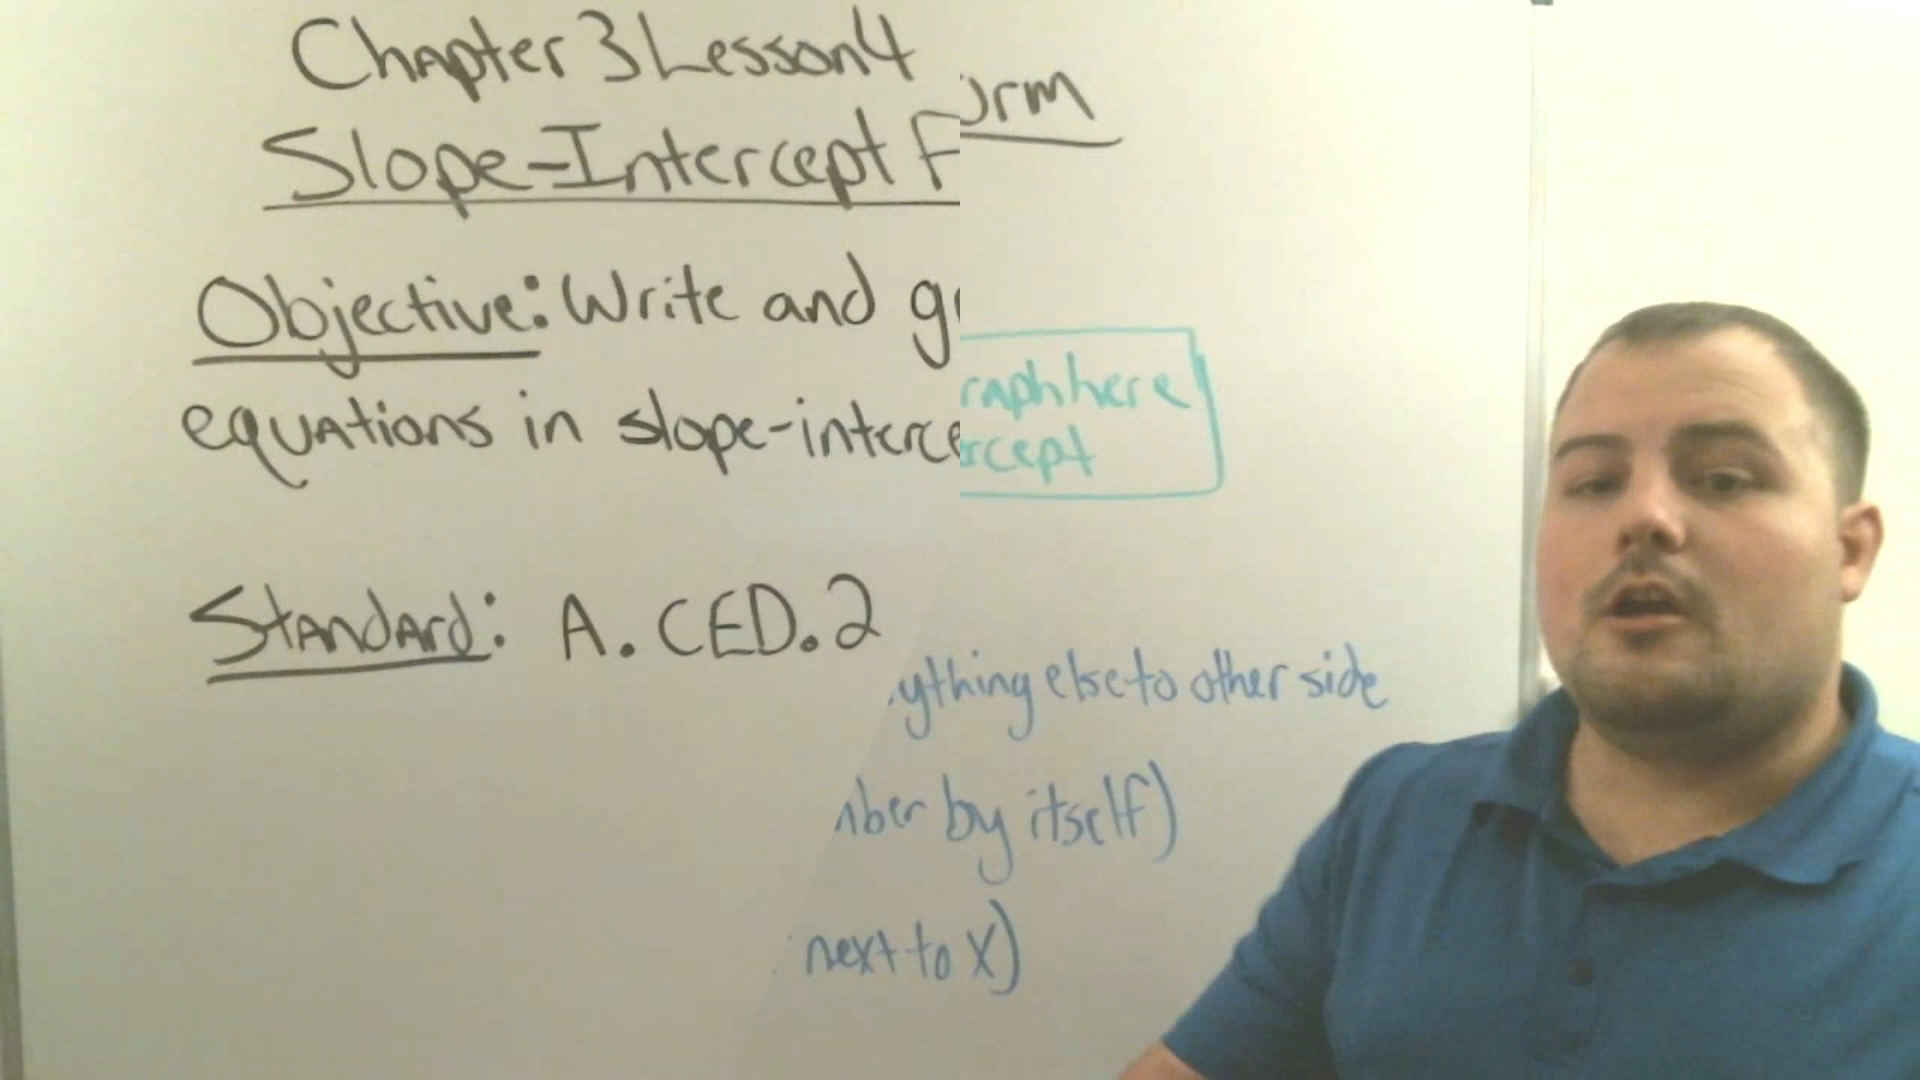 Chapter 3 Lesson 4
Slope-Intercept F orm
Objective: Write and g
raph here
equations in slope-interce
rcept
Standard: A.CED.2
ything else to other side
ber by itself)
next to X)